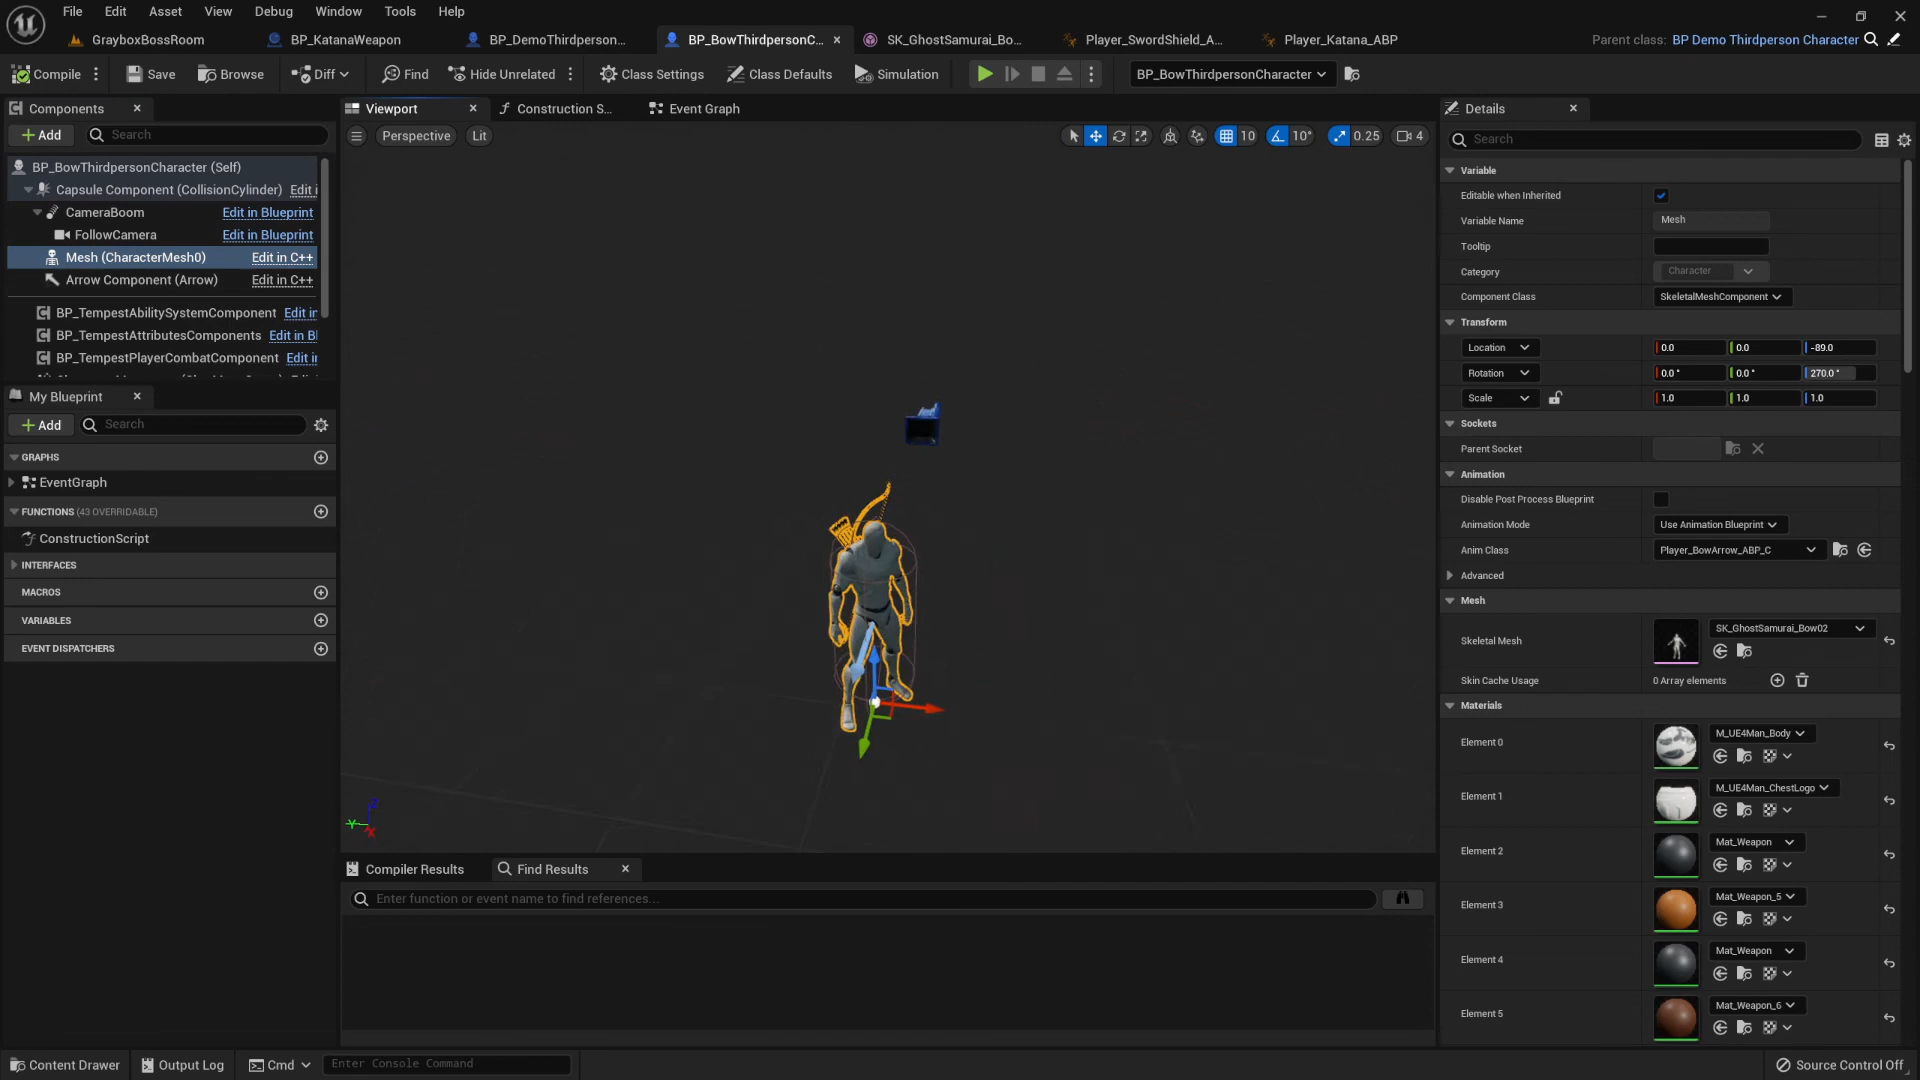 File Edit Asset View Debug Window Tools Help
GrayboxBossRoom BP_KatanaWeapon BP_DemoThirdperson... BP_BowThirdpersonC... SK_GhostSamurai_Bo... Player_SwordShield_A... Player_Katana_ABP Parent class: BP Demo Thirdperson Character
Compile Save Browse Diff Find Hide Unrelated Class Settings Class Defaults Simulation BP_BowThirdpersonCharacter
Components Viewport Construction S... Event Graph Details
Add Search Perspective Lit 10 10° 0.25 4 Search
BP_BowThirdpersonCharacter (Self)
Capsule Component (CollisionCylinder) Edit i
CameraBoom Edit in Blueprint
FollowCamera Edit in Blueprint
Mesh (CharacterMesh0) Edit in C++
Arrow Component (Arrow) Edit in C++
BP_TempestAbilitySystemComponent Edit in
BP_TempestAttributesComponents Edit in Bl
BP_TempestPlayerCombatComponent Edit in
My Blueprint
Add Search
GRAPHS
EventGraph
FUNCTIONS (43 OVERRIDABLE)
ConstructionScript
INTERFACES
MACROS
VARIABLES
EVENT DISPATCHERS
Variable
Editable when Inherited
Variable Name Mesh
Tooltip
Category Character
Component Class SkeletalMeshComponent
Transform
Location 0.0 0.0 -89.0
Rotation 0.0 ° 0.0 ° 270.0 °
Scale 1.0 1.0 1.0
Sockets
Parent Socket
Animation
Disable Post Process Blueprint
Animation Mode Use Animation Blueprint
Anim Class Player_BowArrow_ABP_C
Advanced
Mesh
Skeletal Mesh SK_GhostSamurai_Bow02
Skin Cache Usage 0 Array elements
Materials
Element 0 M_UE4Man_Body
Element 1 M_UE4Man_ChestLogo
Element 2 Mat_Weapon
Element 3 Mat_Weapon_5
Element 4 Mat_Weapon
Element 5 Mat_Weapon_6
Z
Y
X
Compiler Results Find Results
Enter function or event name to find references...
Content Drawer Output Log Cmd Enter Console Command Source Control Off